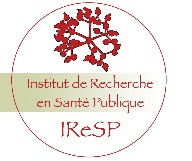 Institut de Recherche
en Santé Publique
IReSP